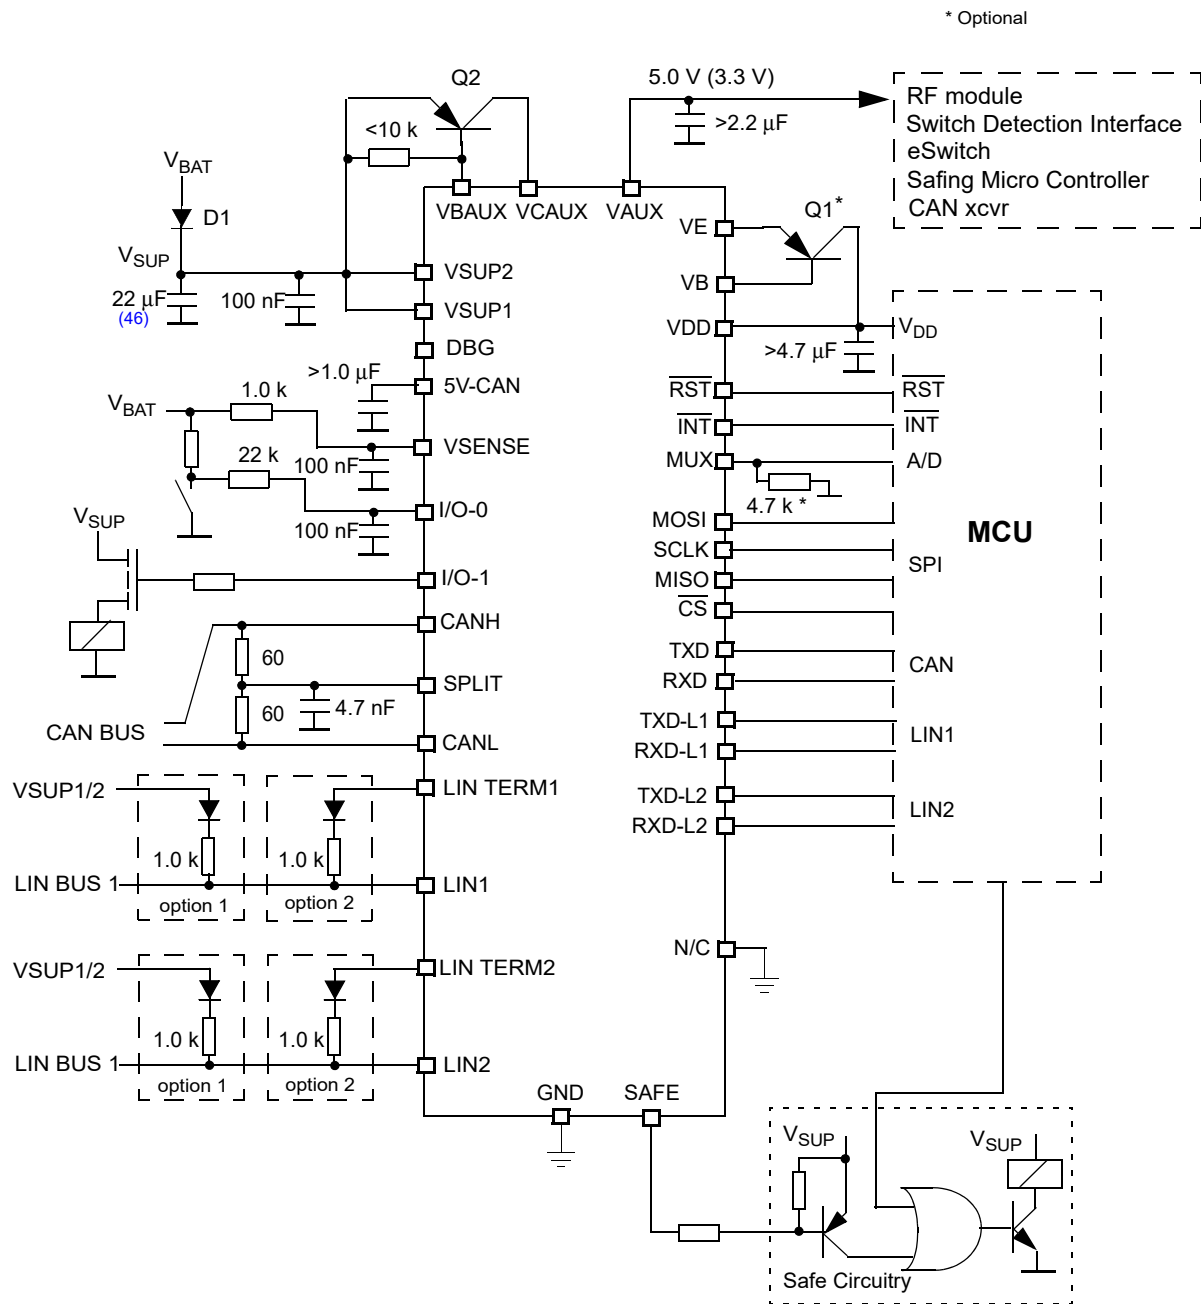 * Optional
Q2
5.0 V (3.3 V)
RF module
Switch Detection Interface
eSwitch
Safing Micro Controller
CAN xcvr
>2.2 μF
<10 k
VBAT
D1
VSUP
22 μF
(46)
100 nF
VBAUX
VCAUX
VAUX
VSUP2
VSUP1
DBG
5V-CAN
>1.0 μF
VBAT
1.0 k
VSENSE
100 nF
22 k
I/O-0
100 nF
VSUP
I/O-1
CANH
60
SPLIT
60
4.7 nF
CAN BUS
CANL
VSUP1/2
LIN TERM1
1.0 k
1.0 k
LIN BUS 1
LIN1
option 1
option 2
VSUP1/2
LIN TERM2
1.0 k
1.0 k
LIN BUS 1
LIN2
option 1
option 2
GND
SAFE
VE
Q1*
VB
VDD
VDD
>4.7 μF
RST
RST
INT
INT
MUX
A/D
4.7 k *
MOSI
SCLK
MISO
CS
SPI
MCU
TXD
RXD
CAN
TXD-L1
RXD-L1
LIN1
TXD-L2
RXD-L2
LIN2
N/C
VSUP
VSUP
Safe Circuitry